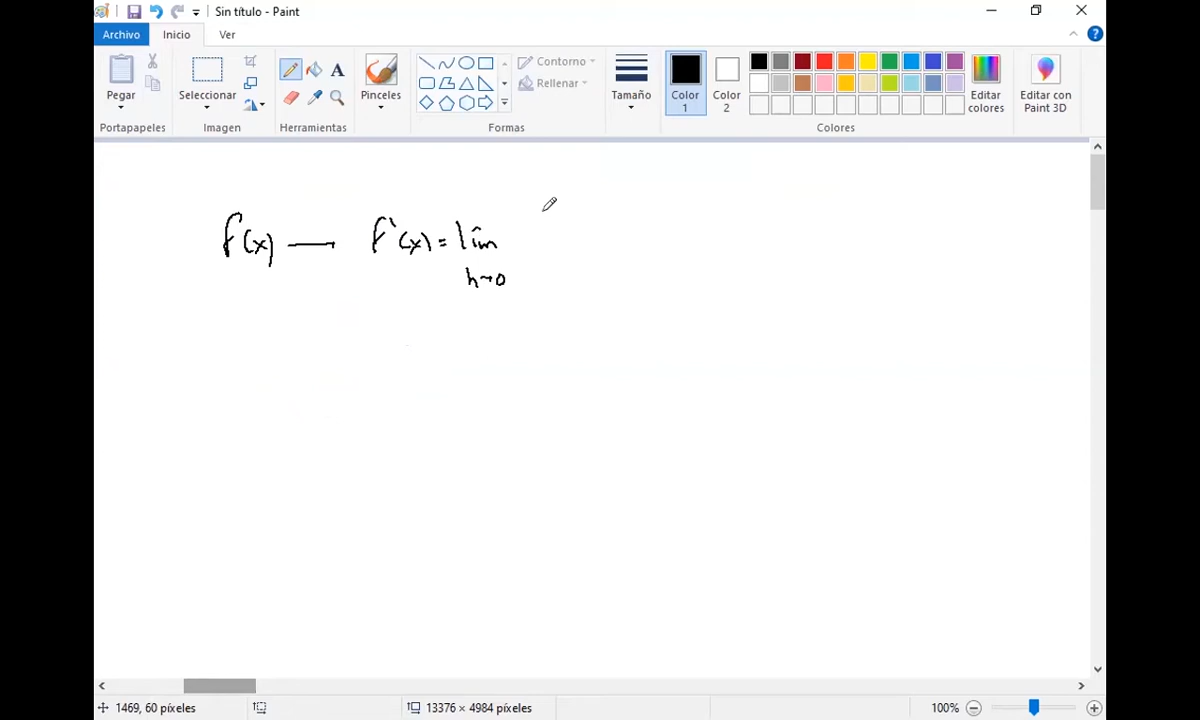 Sin título - Paint
Archivo Inicio Ver
Pegar
Seleccionar
A
Pinceles
Contorno
Rellenar
Tamaño
Color 1
Color 2
Editar colores
Editar con Paint 3D
Portapapeles Imagen Herramientas Formas Colores
f(x) — f'(x) = lim
h→0
1469, 60 píxeles 13376 × 4984 píxeles 100%